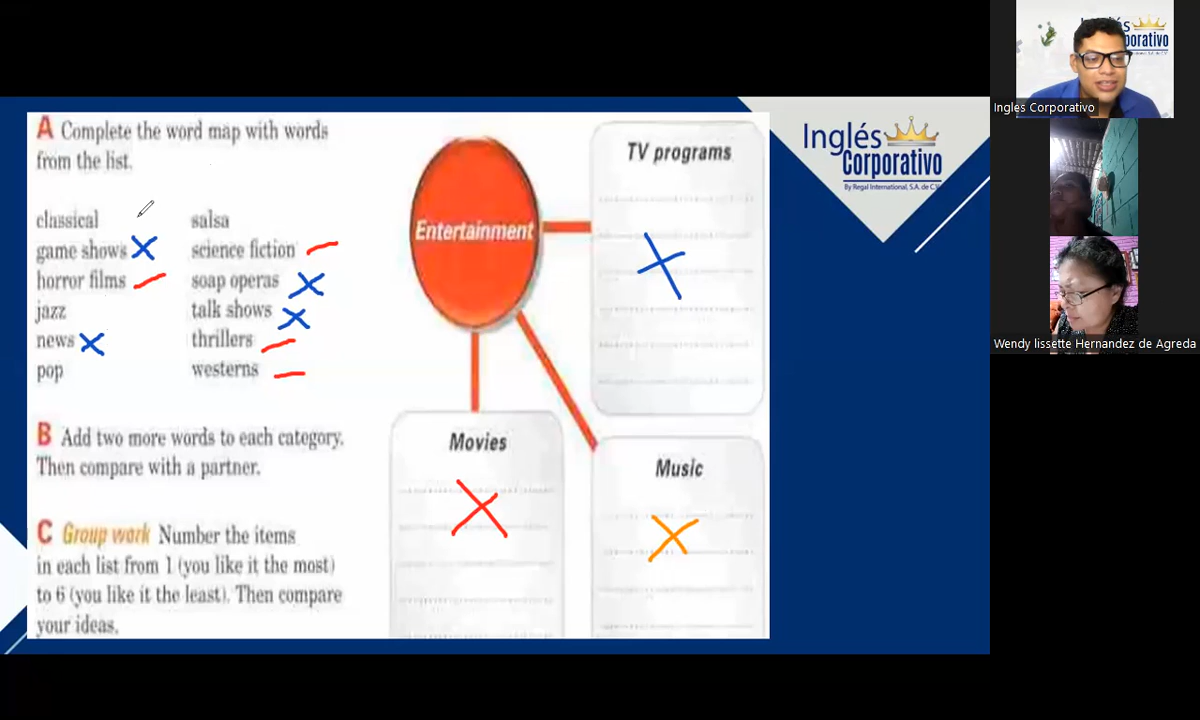 A Complete the word map with words
from the list.
classical
game shows
horror films
jazz
news
pop
salsa
science fiction
soap operas
talk shows
thrillers
westerns
B Add two more words to each category.
Then compare with a partner.
C Group work Number the items
in each list from 1 (you like it the most)
to 6 (you like it the least). Then compare
your ideas.
Entertainment
TV programs
Movies
Music
Inglés
Corporativo
By Regal International, S.A. de C.V.
Ingles Corporativo
Wendy lissette Hernandez de Agreda